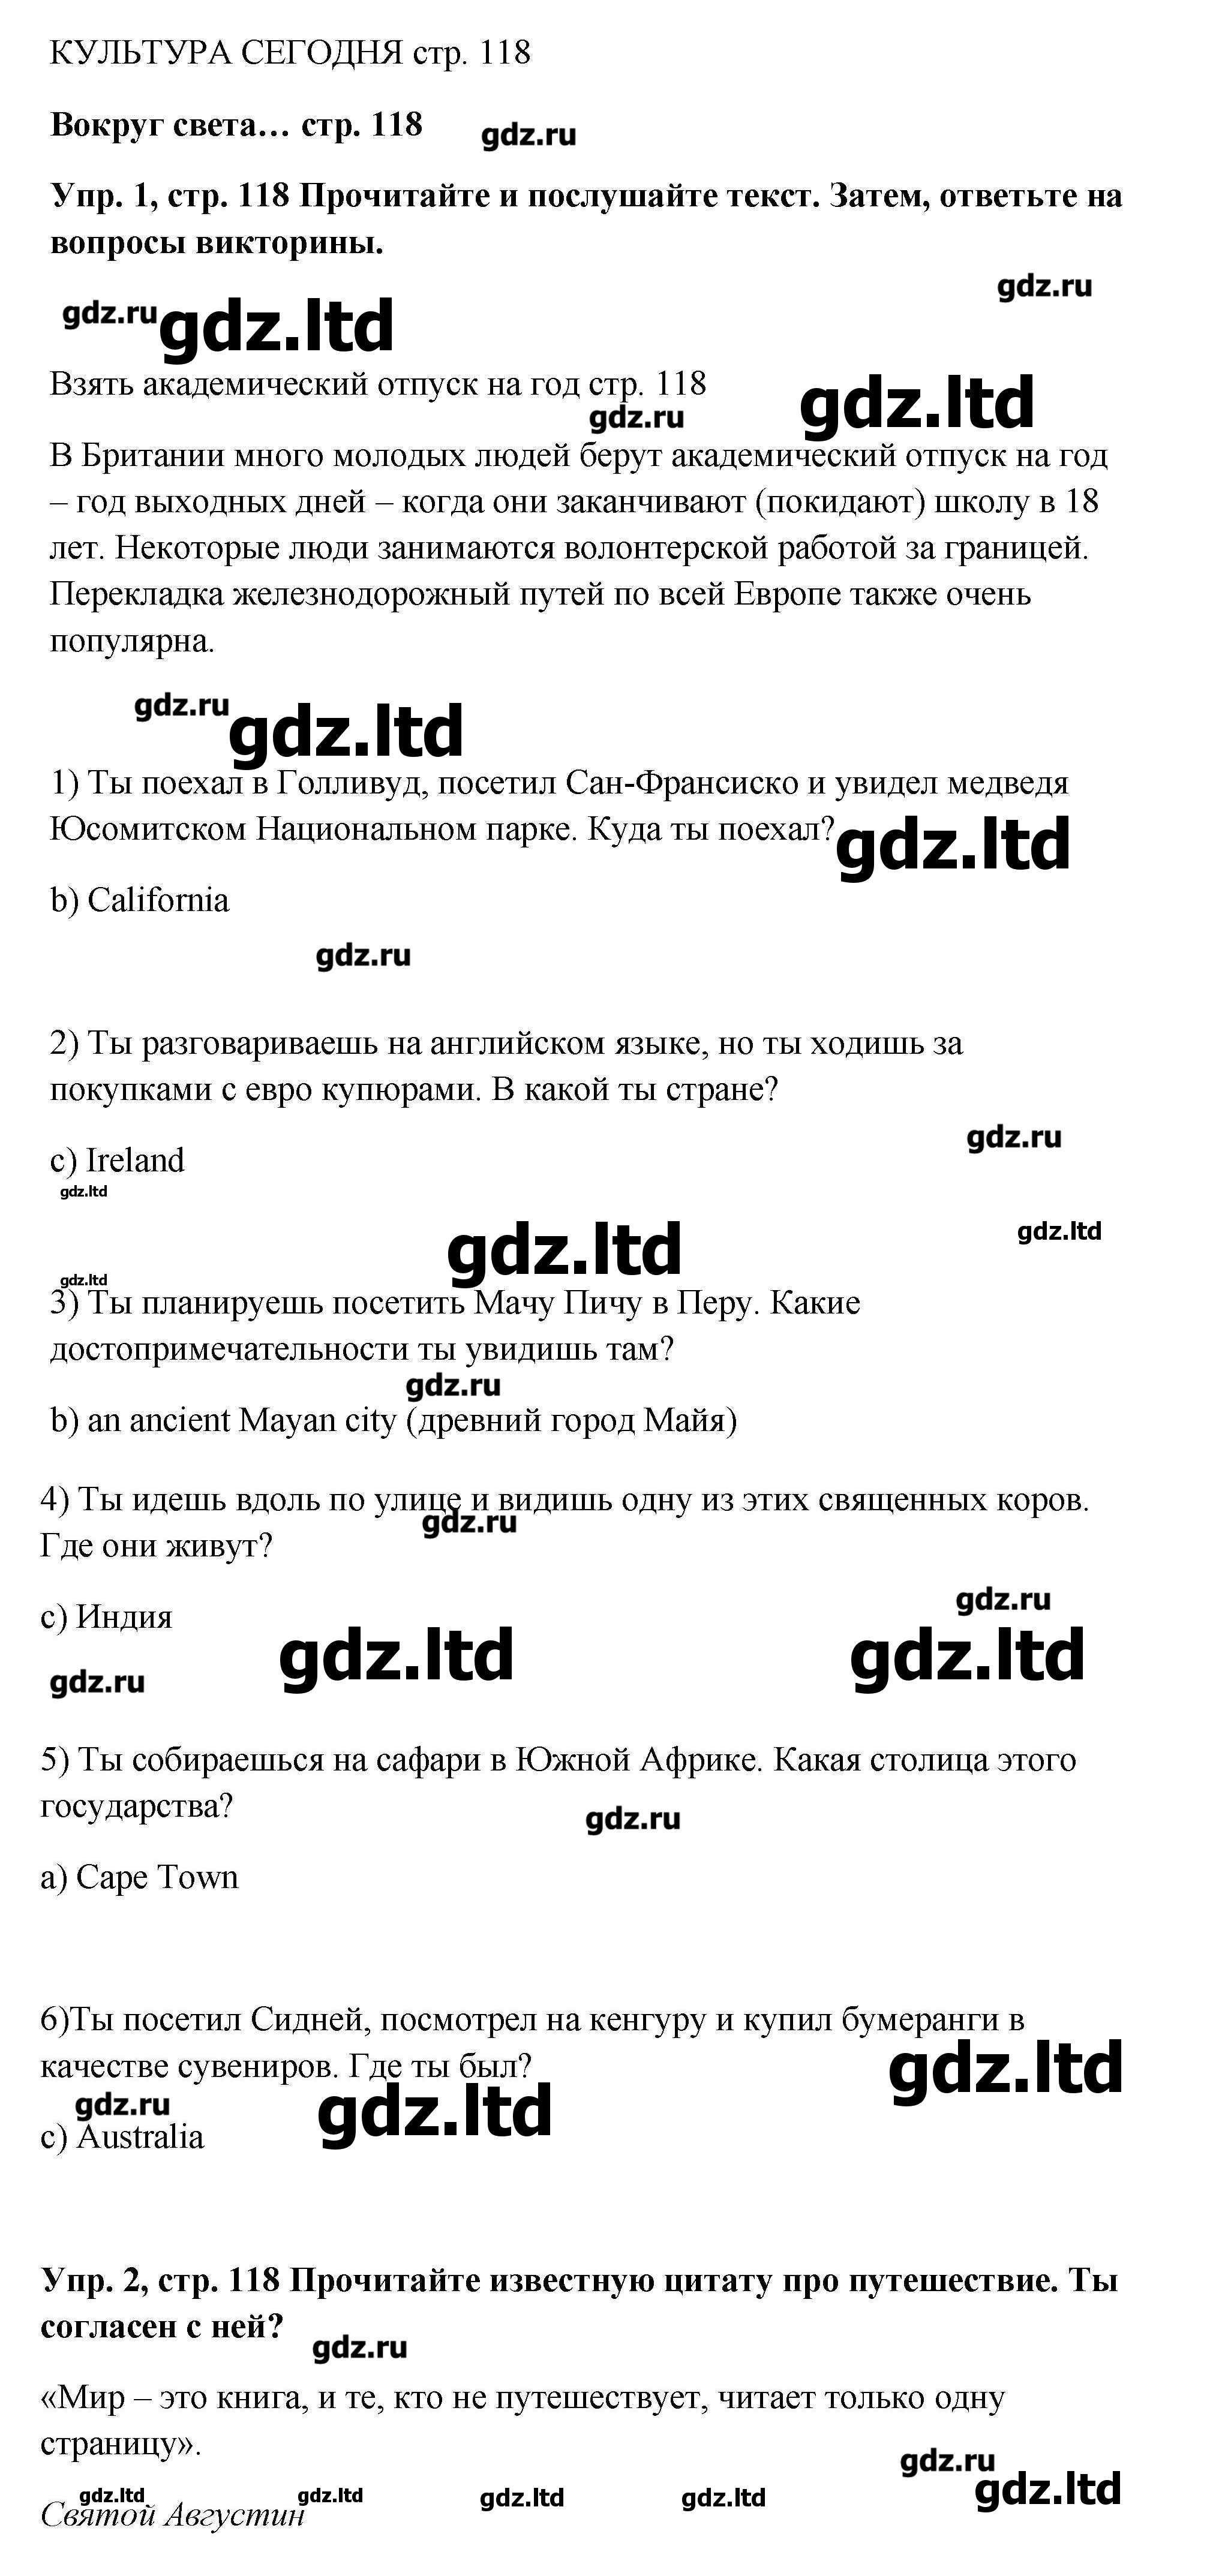 КУЛЬТУРА СЕГОДНЯ стр. 118
Вокруг света… стр. 118
gdz.ru
Упр. 1, стр. 118 Прочитайте и послушайте текст. Затем, ответьте на
вопросы викторины.
gdz.ru
gdz.ru
gdz.ltd
Взять академический отпуск на год стр. 118
gdz.ltd
gdz.ru
В Британии много молодых людей берут академический отпуск на год
– год выходных дней – когда они заканчивают (покидают) школу в 18
лет. Некоторые люди занимаются волонтерской работой за границей.
Перекладка железнодорожный путей по всей Европе также очень
популярна.
gdz.ru
gdz.ltd
1) Ты поехал в Голливуд, посетил Сан-Франсиско и увидел медведя
Юсомитском Национальном парке. Куда ты поехал?
gdz.ltd
b) California
gdz.ru
2) Ты разговариваешь на английском языке, но ты ходишь за
покупками с евро купюрами. В какой ты стране?
gdz.ru
c) Ireland
gdz.ltd
gdz.ltd
gdz.ltd
gdz.ltd
3) Ты планируешь посетить Мачу Пичу в Перу. Какие
достопримечательности ты увидишь там?
gdz.ru
b) an ancient Mayan city (древний город Майя)
4) Ты идешь вдоль по улице и видишь одну из этих священных коров.
gdz.ru
Где они живут?
gdz.ru
c) Индия
gdz.ltd
gdz.ltd
gdz.ru
5) Ты собираешься на сафари в Южной Африке. Какая столица этого
государства?
gdz.ru
a) Cape Town
6)Ты посетил Сидней, посмотрел на кенгуру и купил бумеранги в
качестве сувениров. Где ты был?
gdz.ltd
gdz.ru
gdz.ltd
c) Australia
Упр. 2, стр. 118 Прочитайте известную цитату про путешествие. Ты
согласен с ней?
gdz.ru
«Мир – это книга, и те, кто не путешествует, читает только одну
страницу».
gdz.ru
gdz.ltd
gdz.ltd
gdz.ltd
gdz.ltd
gdz.ltd
Святой Августин